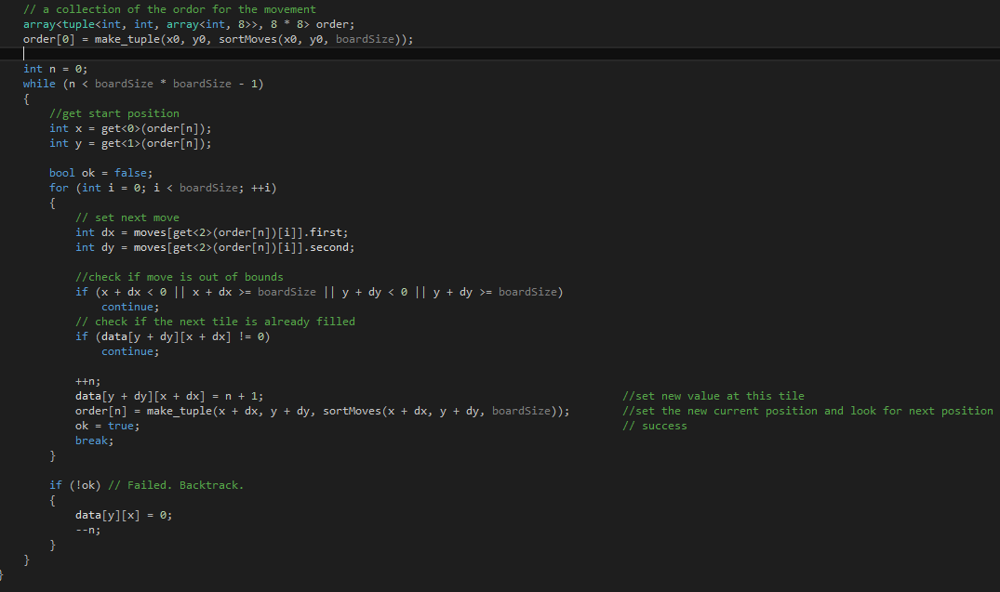 // a collection of the ordor for the movement
array<tuple<int, int, array<int, 8>>, 8 * 8> order;
order[0] = make_tuple(x0, y0, sortMoves(x0, y0, boardSize));
int n = 0;
while (n < boardSize * boardSize - 1)
{
//get start position
int x = get<0>(order[n]);
int y = get<1>(order[n]);
bool ok = false;
for (int i = 0; i < boardSize; ++i)
{
// set next move
int dx = moves[get<2>(order[n])[i]].first;
int dy = moves[get<2>(order[n])[i]].second;
//check if move is out of bounds
if (x + dx < 0 || x + dx >= boardSize || y + dy < 0 || y + dy >= boardSize)
continue;
// check if the next tile is already filled
if (data[y + dy][x + dx] != 0)
continue;
++n;
data[y + dy][x + dx] = n + 1; //set new value at this tile
order[n] = make_tuple(x + dx, y + dy, sortMoves(x + dx, y + dy, boardSize)); //set the new current position and look for next position
ok = true; // success
break;
}
if (!ok) // Failed. Backtrack.
{
data[y][x] = 0;
--n;
}
}
}